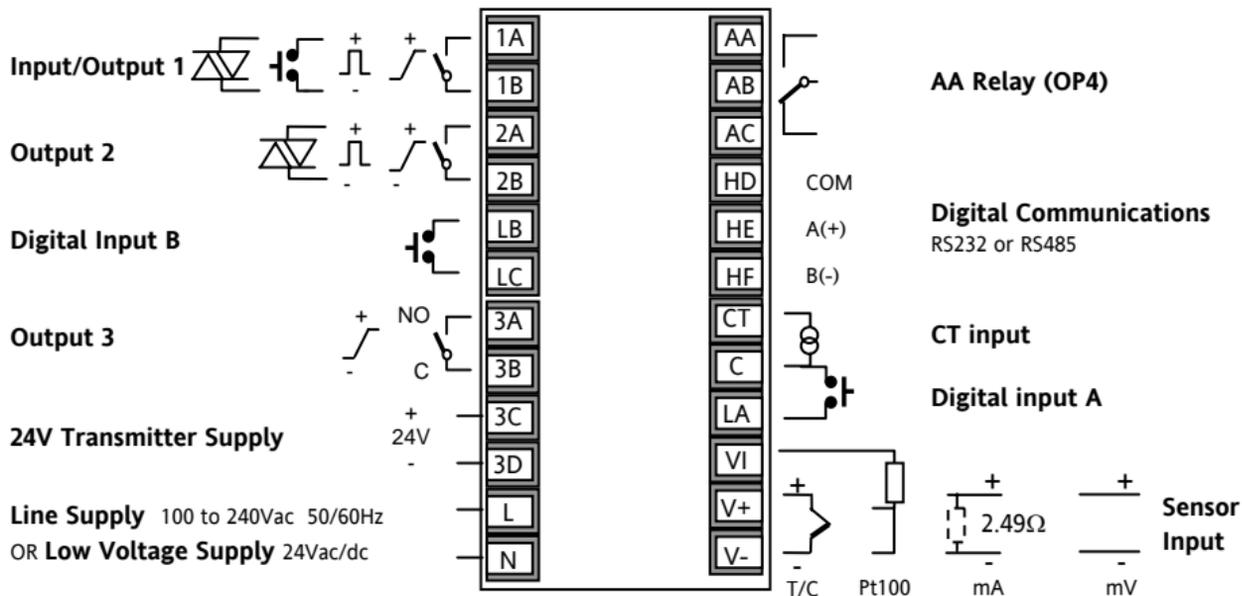 Input/Output 1
+
-
+
1A
1B
Output 2
+
-
+
-
2A
2B
Digital Input B
LB
LC
Output 3
+
-
NO
C
3A
3B
24V Transmitter Supply
+
24V
-
3C
3D
Line Supply 100 to 240Vac 50/60Hz
OR Low Voltage Supply 24Vac/dc
L
N
AA
AB
AC
AA Relay (OP4)
HD COM
HE A(+)
HF B(-)
Digital Communications
RS232 or RS485
CT
C
LA
CT input
Digital input A
VI
V+
V-
+
-
T/C
Pt100
+
2.49Ω
-
mA
+
-
mV
Sensor
Input